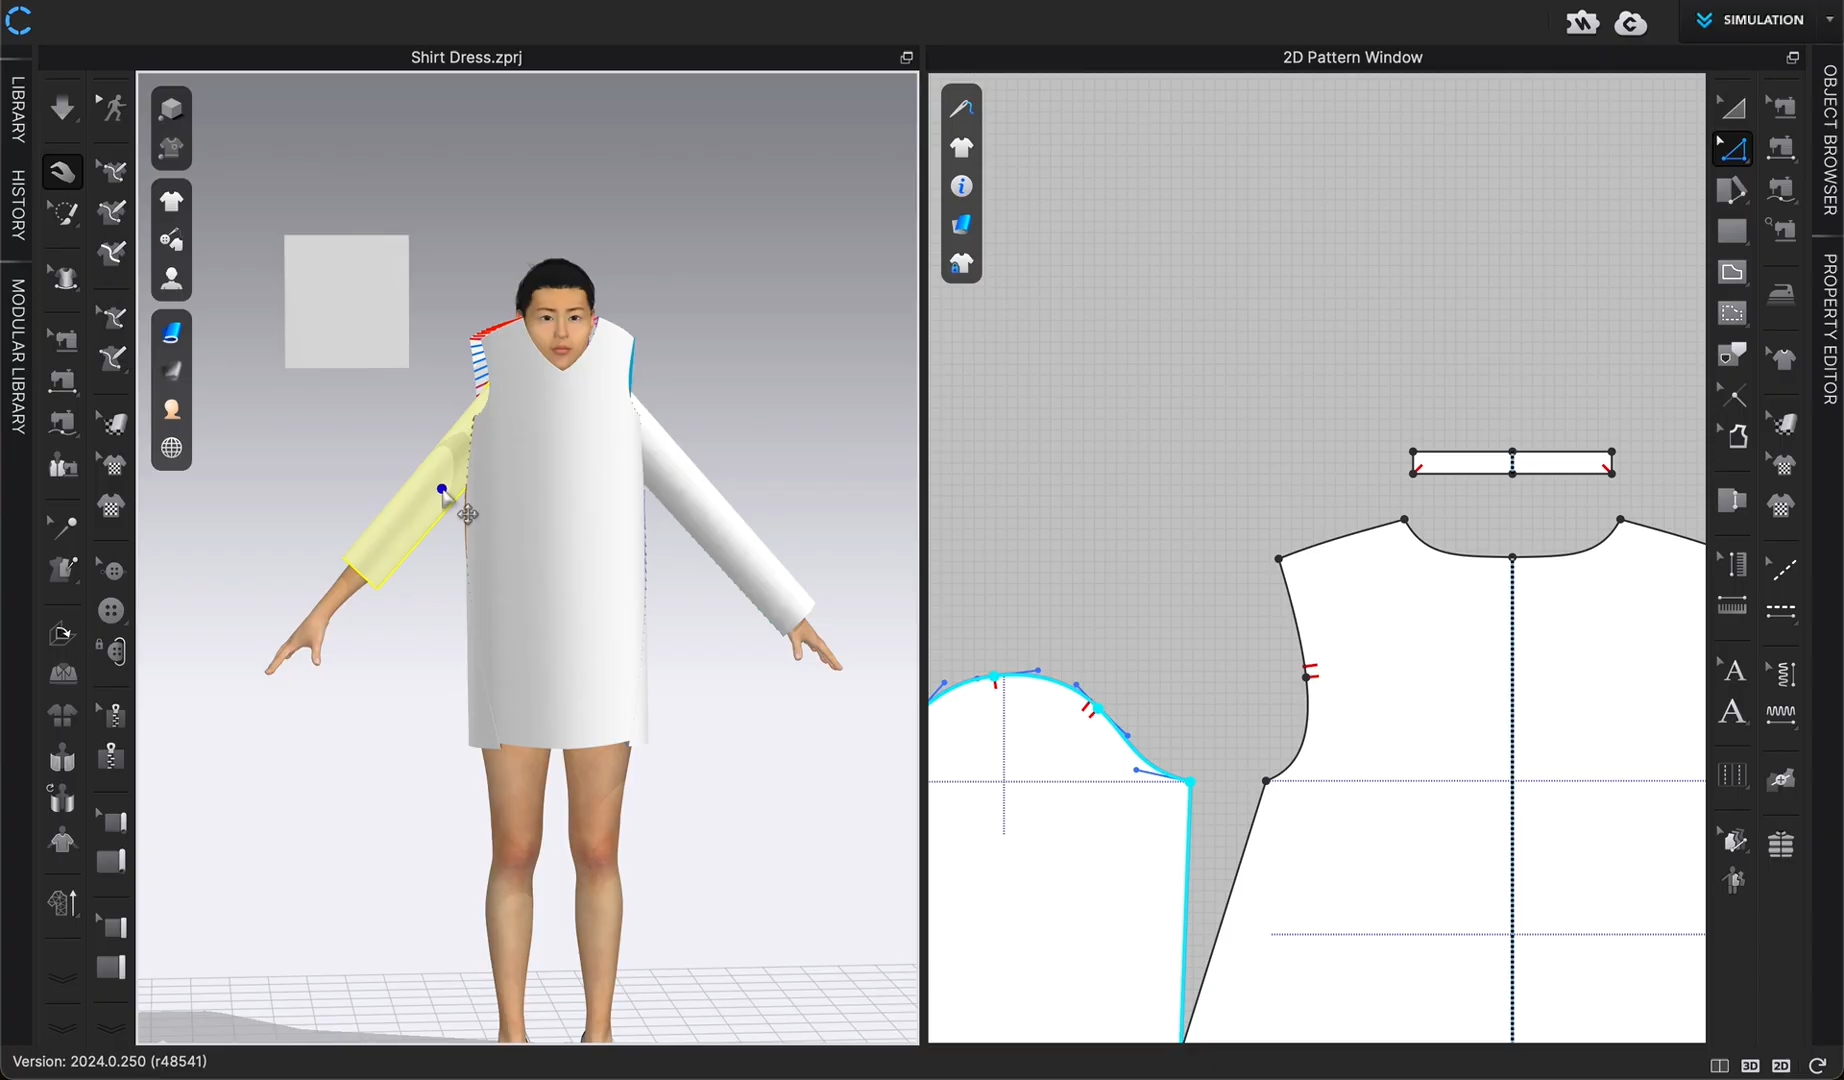 SIMULATION
Shirt Dress.zprj
2D Pattern Window
LIBRARY
HISTORY
MODULAR LIBRARY
OBJECT BROWSER
PROPERTY EDITOR
A
A
Version: 2024.0.250 (r48541)
3D
2D